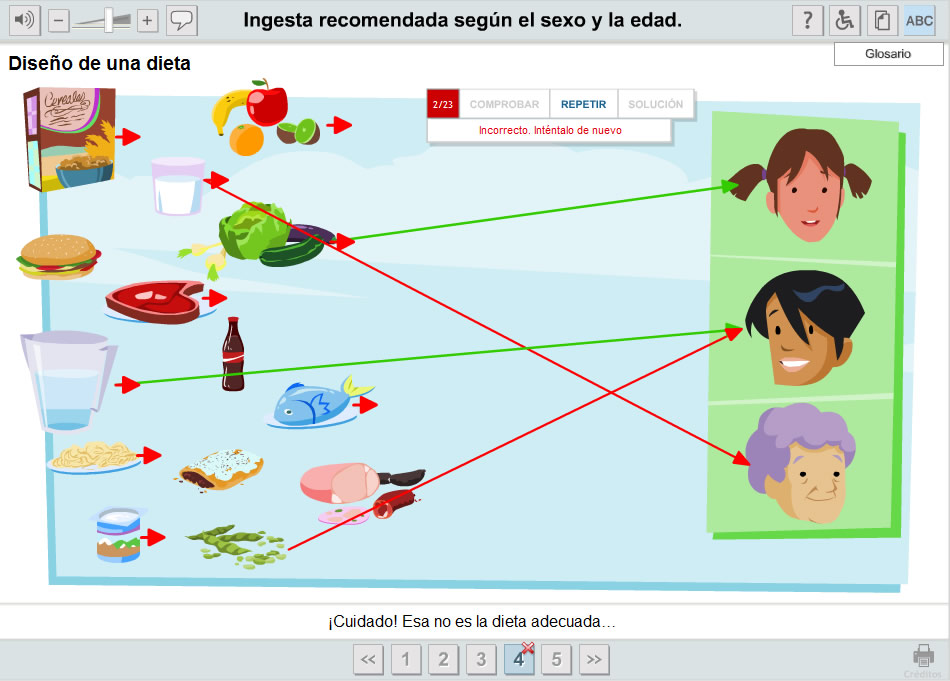 Ingesta recomendada según el sexo y la edad.
?
ABC
Glosario
Diseño de una dieta
2/23 COMPROBAR REPETIR SOLUCIÓN
Incorrecto. Inténtalo de nuevo
Cereales
¡Cuidado! Esa no es la dieta adecuada...
<< 1 2 3 4 5 >>
Créditos